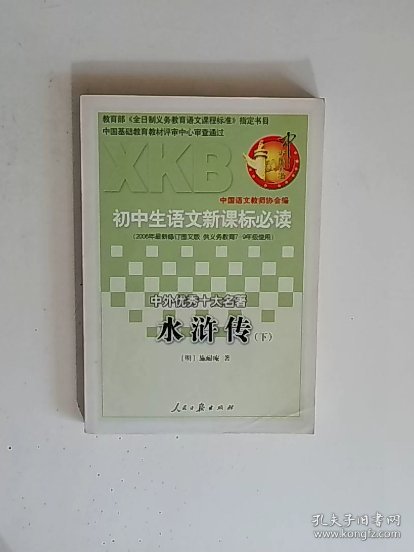 教育部《全日制义务教育语文课程标准》指定书目
中国基础教育教材评审中心审查通过
XKB
中国语文教师协会编
初中生语文新课标必读
(2006年最新修订图文版 供义务教育7-9年级使用)
中外优秀十大名著
水浒传(下)
[明] 施耐庵 著
人民日报出版社
孔夫子旧书网
www.kongfz.com